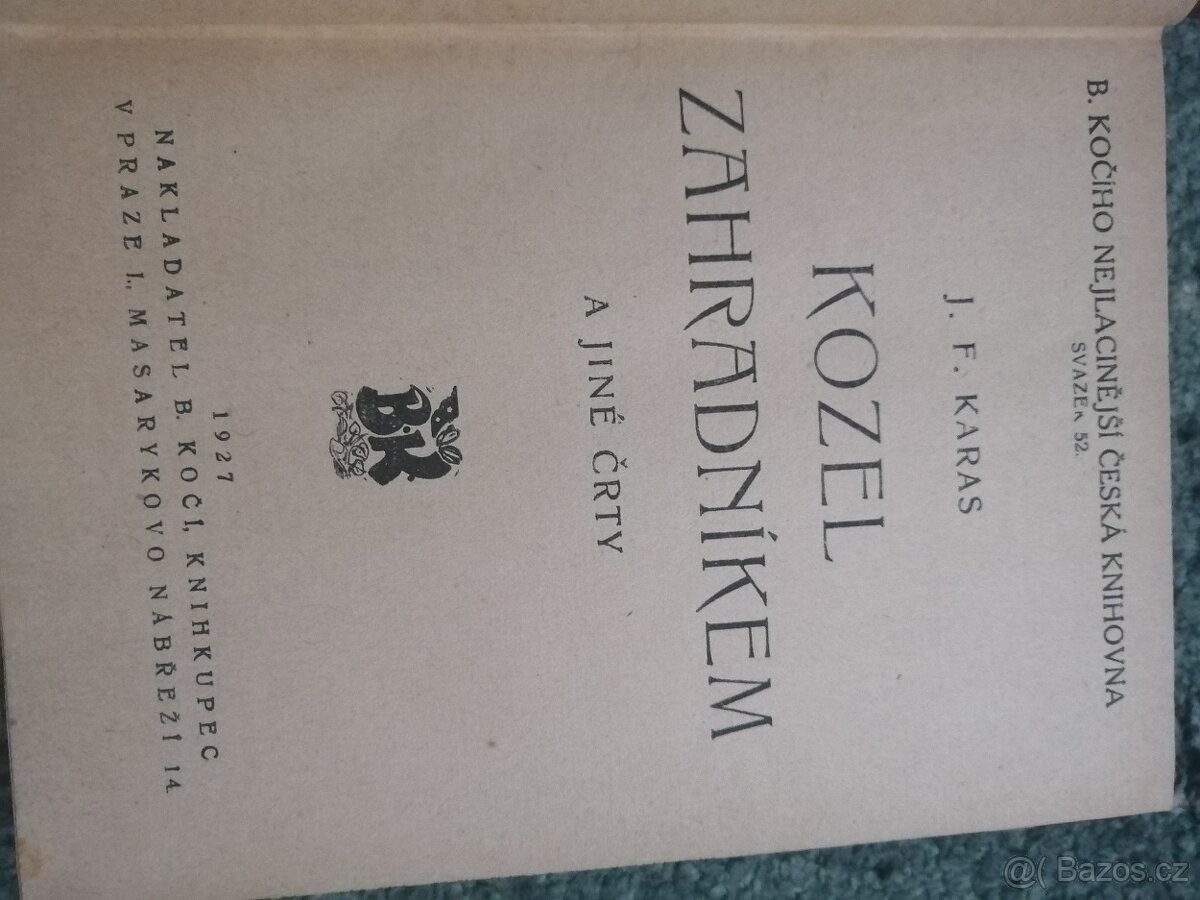 B. KOČÍHO NEJLACINĚJŠÍ ČESKÁ KNIHOVNA
SVAZEK 52.
J. F. KARAS
KOZEL
ZAHRADNÍKEM
A JINÉ ČRTY
B.K
1927
NAKLADATEL B. KOČÍ, KNIHKUPEC
V PRAZE I., MASARYKOVO NÁBŘEŽÍ 14
@( Bazos.cz